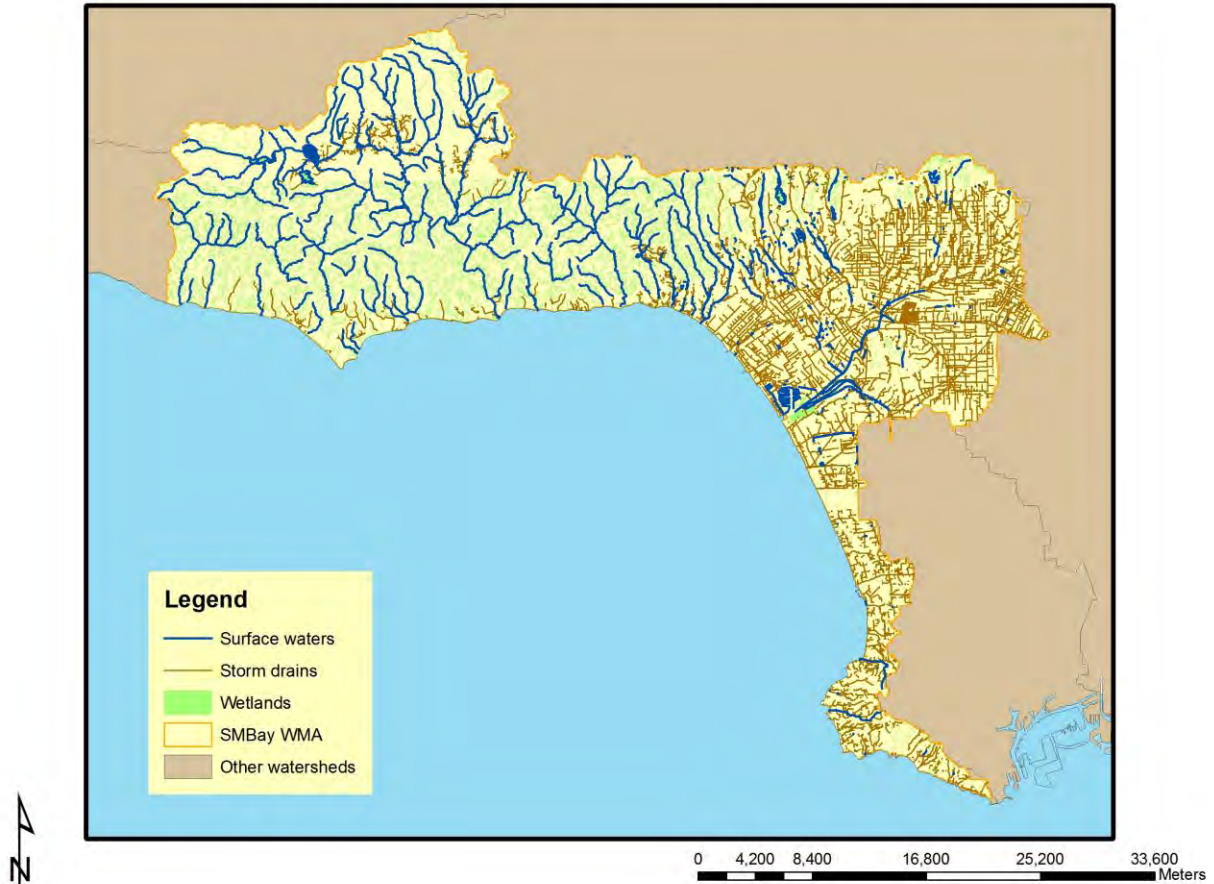 Legend
Surface waters
Storm drains
Wetlands
SMBay WMA
Other watersheds
N
0 4,200 8,400 16,800 25,200 33,600
Meters